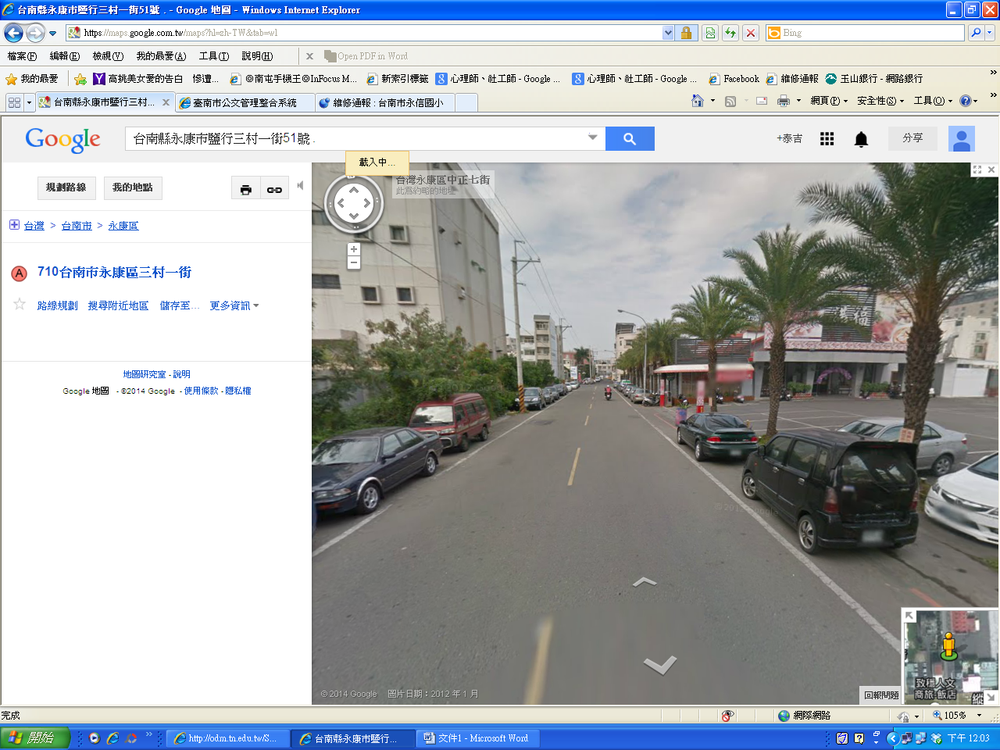 台南縣永康市鹽行三村一街51號 . - Google 地圖 - Windows Internet Explorer
https://maps.google.com.tw/maps?hl=zh-TW&tab=wl
Bing
檔案(F) 編輯(E) 檢視(V) 我的最愛(A) 工具(T) 說明(H) Open PDF in Word
我的最愛 高挑美女愛的告白 慘遭... @南屯手機王@InFocus M... 新索引標籤 心理師、社工師 - Google ... 心理師、社工師 - Google ... Facebook 維修通報 玉山銀行 - 網路銀行
台南縣永康市鹽行三村... 臺南市公文管理整合系統 維修通報 : 台南市永信國小 網頁(P) 安全性(S) 工具(O)
Google 台南縣永康市鹽行三村一街51號 . +泰吉 分享
載入中...
規劃路線 我的地點
台灣永康區中正七街
此為約略的地址
台灣 > 台南市 > 永康區
A 710台南市永康區三村一街
路線規劃 搜尋附近地區 儲存至... 更多資訊
地圖研究室 - 說明
Google 地圖 - ©2014 Google - 使用條款 - 隱私權
© 2012 Google
致穩人文
商旅-飯店
© 2014 Google 圖片日期：2012 年 1 月
回報問題
完成 網際網路 105%
開始 http://odm.tn.edu.tw/S... 台南縣永康市鹽行... 文件1 - Microsoft Word 下午 12:03